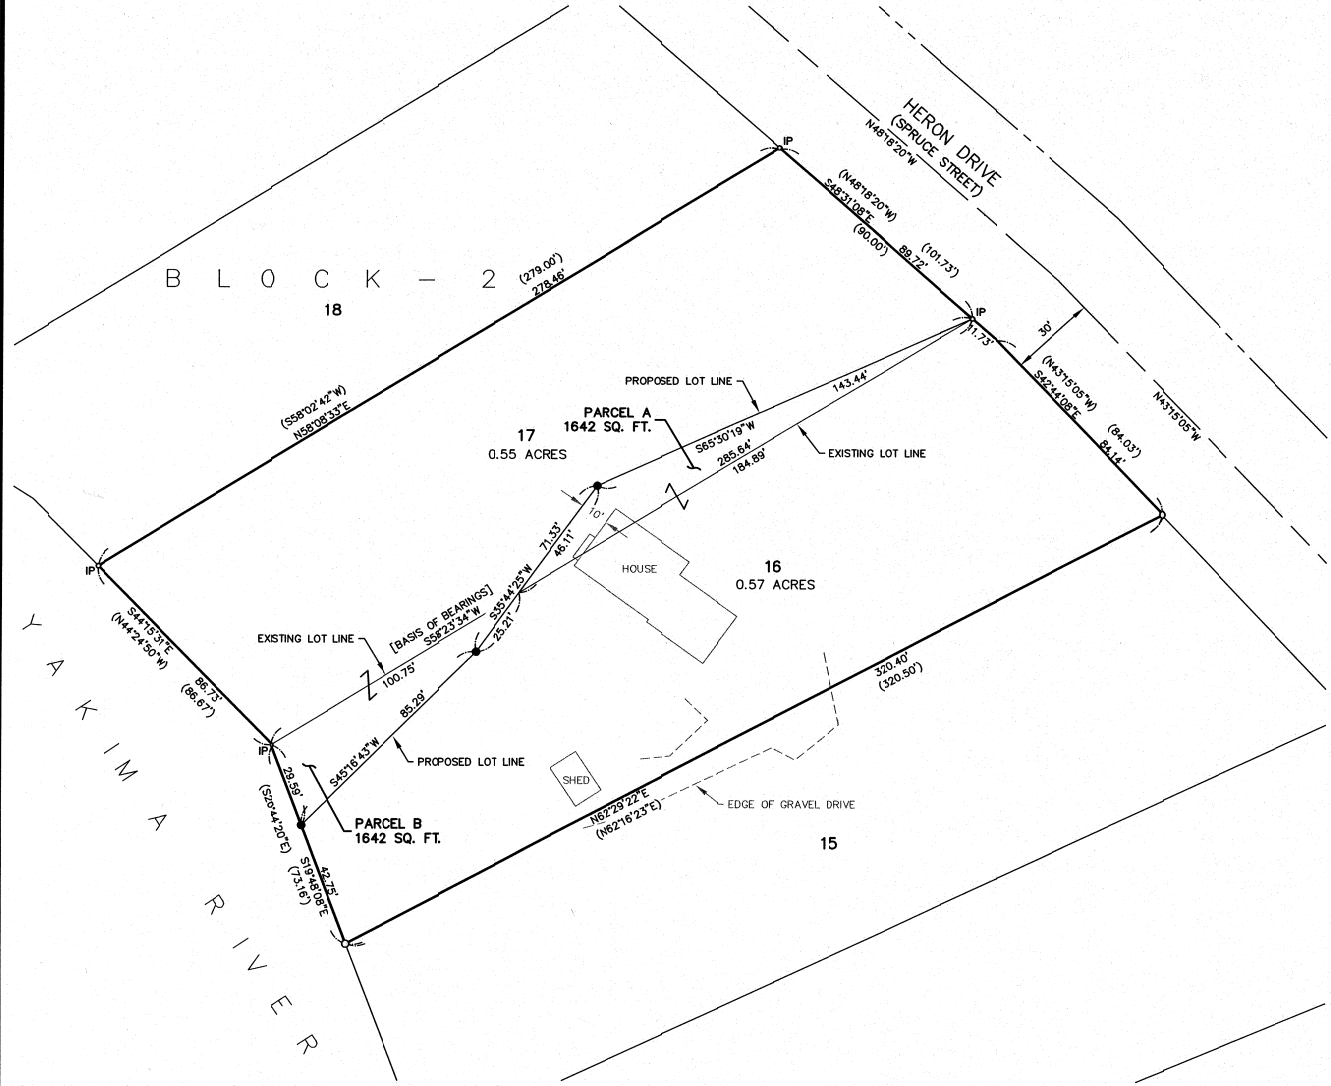 HERON DRIVE
(SPRUCE STREET)
N48°18'20"W
IP
(N48°18'20"W)
S48°31'08"E
(90.00')
89.72'
(101.73')
BLOCK-2
18
(279.00')
278.46'
(S58°02'42"W)
N58°08'33"E
IP
11.73'
30'
(N43°15'05"W)
S42°44'08"E
N43°15'05"W
(84.03')
84.14'
PROPOSED LOT LINE
143.44'
PARCEL A
1642 SQ. FT.
S65°30'19"W
285.64'
184.89'
EXISTING LOT LINE
17
0.55 ACRES
10'
71.33'
46.11'
HOUSE
16
0.57 ACRES
IP
S44°15'31"E
(N44°24'50"W)
86.73'
(86.67')
[BASIS OF BEARINGS]
S58°23'34"W
S35°44'25"W
25.21'
EXISTING LOT LINE
100.75'
85.29'
320.40'
(320.50')
IP
S45°16'43"W
PROPOSED LOT LINE
29.59'
(S20°44'20"E)
SHED
EDGE OF GRAVEL DRIVE
N62°29'22"E
(N62°16'23"E)
PARCEL B
1642 SQ. FT.
15
42.75'
S19°48'08"E
(73.16')
YAKIMA RIVER